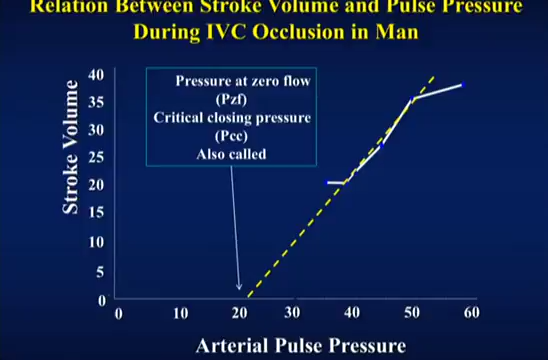 Relation Between Stroke Volume and Pulse Pressure
During IVC Occlusion in Man
Pressure at zero flow
(Pzf)
Critical closing pressure
(Pcc)
Also called
Stroke Volume
40
35
30
25
20
15
10
5
0
0 10 20 30 40 50 60
Arterial Pulse Pressure